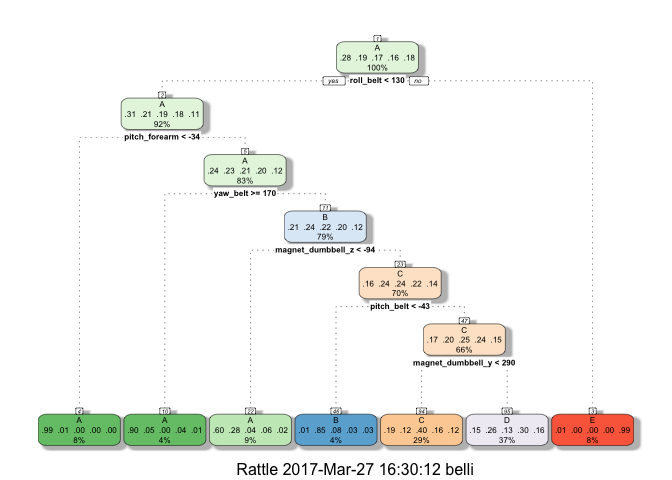 1
A
.28 .19 .17 .16 .18
100%
yes roll_belt < 130 no
2
A
.31 .21 .19 .18 .11
92%
pitch_forearm < -34
5
A
.24 .23 .21 .20 .12
83%
yaw_belt >= 170
11
B
.21 .24 .22 .20 .12
79%
magnet_dumbbell_z < -94
23
C
.16 .24 .24 .22 .14
70%
pitch_belt < -43
47
C
.17 .20 .25 .24 .15
66%
magnet_dumbbell_y < 290
4
A
.99 .01 .00 .00 .00
8%
10
A
.90 .05 .00 .04 .01
4%
22
A
.60 .28 .04 .06 .02
9%
46
B
.01 .85 .08 .03 .03
4%
94
C
.19 .12 .40 .16 .12
29%
95
D
.15 .26 .13 .30 .16
37%
3
E
.01 .00 .00 .00 .99
8%
Rattle 2017-Mar-27 16:30:12 belli